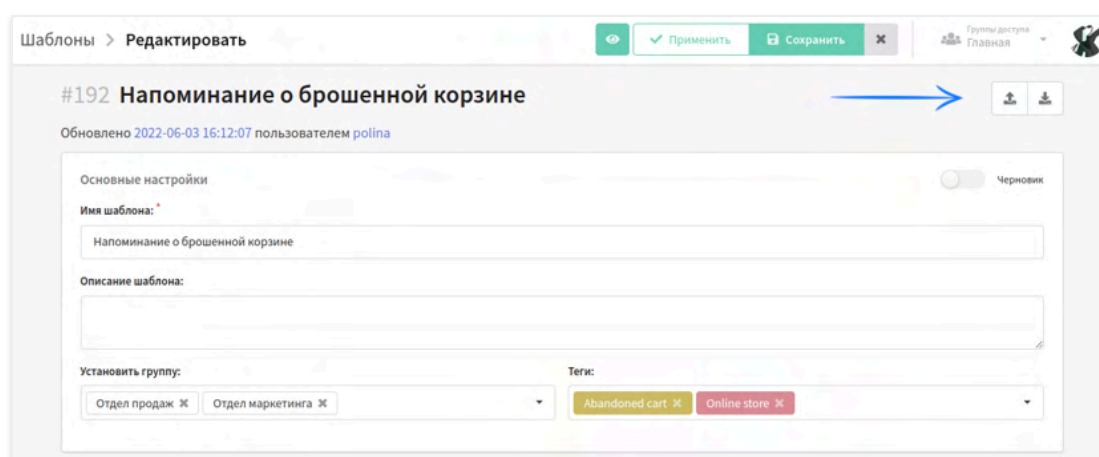 Шаблоны > Редактировать
Применить
Сохранить
Группы доступа
Главная
#192 Напоминание о брошенной корзине
Обновлено 2022-06-03 16:12:07 пользователем polina
Основные настройки
Черновик
Имя шаблона: *
Напоминание о брошенной корзине
Описание шаблона:
Установить группу:
Теги:
Отдел продаж ✖ Отдел маркетинга ✖
Abandoned cart ✖ Online store ✖